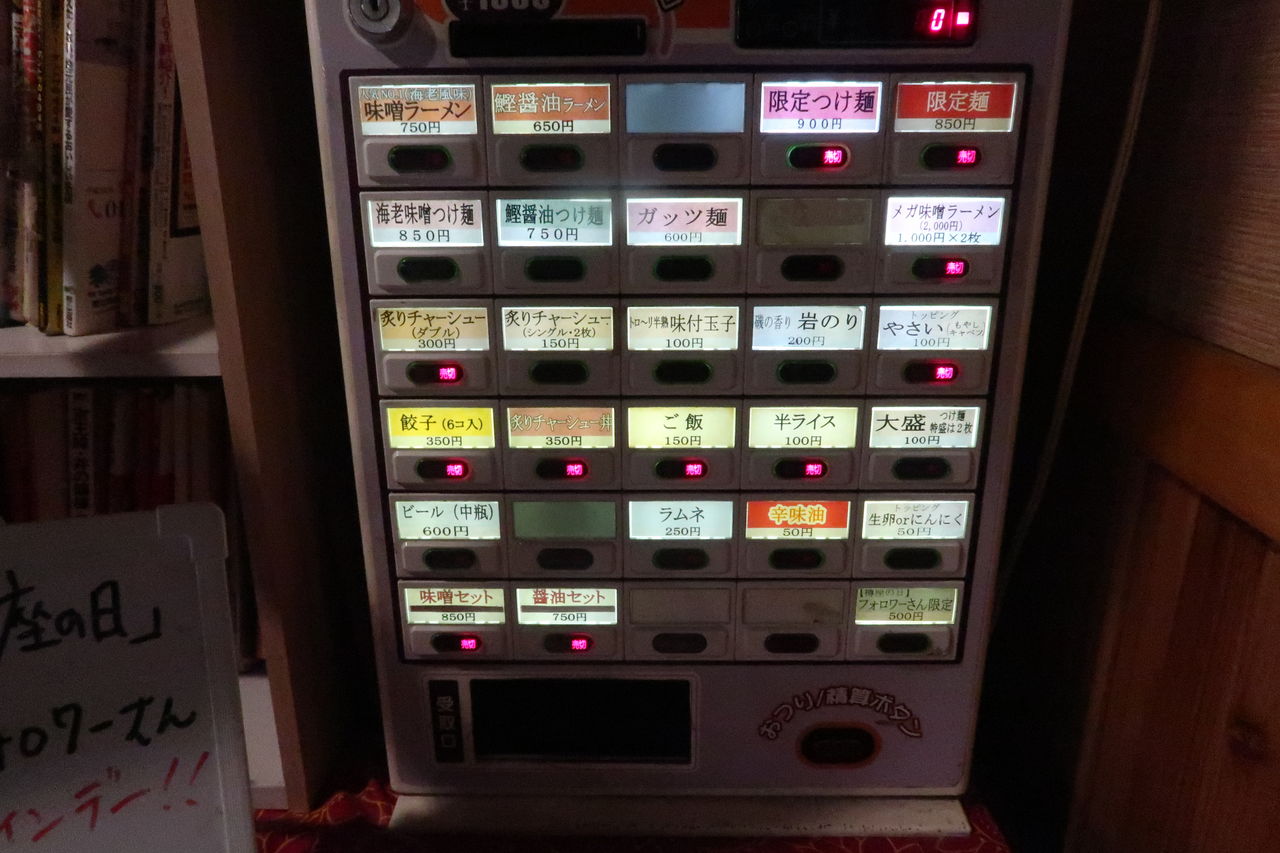 0
味噌ラーメン
750円
鰹醤油ラーメン
650円
限定つけ麺
900円
売切
限定麺
850円
売切
海老味噌つけ麺
850円
鰹醤油つけ麺
750円
ガッツ麺
600円
メガ味噌ラーメン
(2,000円)
1,000円×2枚
売切
炙りチャーシュー
(ダブル)
300円
売切
炙りチャーシュー
(シングル・2枚)
150円
トロ〜リ半熟 味付玉子
100円
磯の香り 岩のり
200円
トッピング
やさい(もやし キャベツ)
100円
売切
餃子(6コ入)
350円
売切
炙りチャーシュー丼
350円
売切
ご飯
150円
売切
半ライス
100円
売切
大盛 つけ麺 特盛は2枚
100円
ビール(中瓶)
600円
ラムネ
250円
辛味油
50円
トッピング
生卵orにんにく
50円
味噌セット
850円
売切
醤油セット
750円
売切
【樽座の日】
フォロワーさん限定
500円
受取口
おつり/精算ボタン
座の日」
ォロワーさん
インデー!!